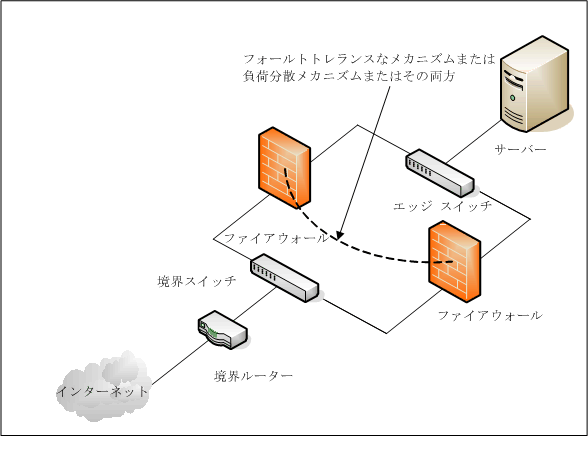 フォールトトレランスなメカニズムまたは
負荷分散メカニズムまたはその両方
サーバー
エッジ スイッチ
ファイアウォール
境界スイッチ
ファイアウォール
境界ルーター
インターネット